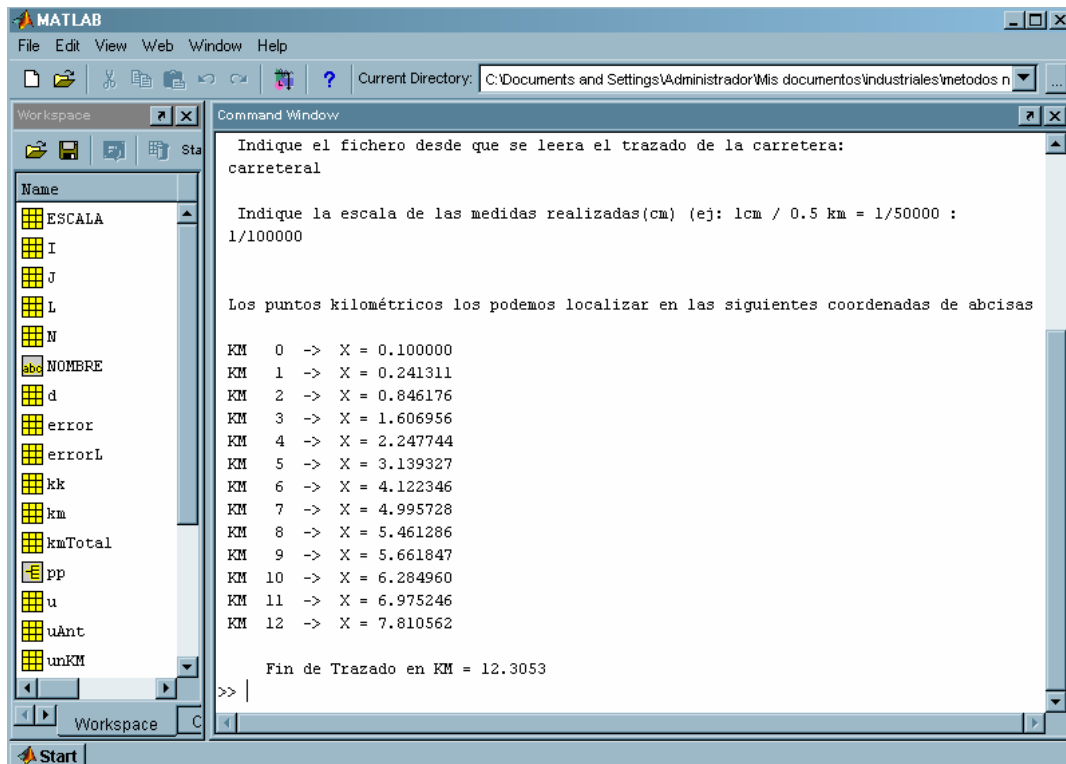 MATLAB
File Edit View Web Window Help
? Current Directory: C:\Documents and Settings\Administrador\Mis documentos\industriales\metodos n ...
Workspace
Sta
Name
ESCALA
I
J
L
N
abc NOMBRE
d
error
errorL
kk
km
kmTotal
pp
u
uAnt
unKM
Workspace C
Command Window
Indique el fichero desde que se leera el trazado de la carretera:
carretera1
Indique la escala de las medidas realizadas(cm) (ej: 1cm / 0.5 km = 1/50000 :
1/100000
Los puntos kilométricos los podemos localizar en las siguientes coordenadas de abcisas
KM 0 -> X = 0.100000
KM 1 -> X = 0.241311
KM 2 -> X = 0.846176
KM 3 -> X = 1.606956
KM 4 -> X = 2.247744
KM 5 -> X = 3.139327
KM 6 -> X = 4.122346
KM 7 -> X = 4.995728
KM 8 -> X = 5.461286
KM 9 -> X = 5.661847
KM 10 -> X = 6.284960
KM 11 -> X = 6.975246
KM 12 -> X = 7.810562
Fin de Trazado en KM = 12.3053
>>
Start